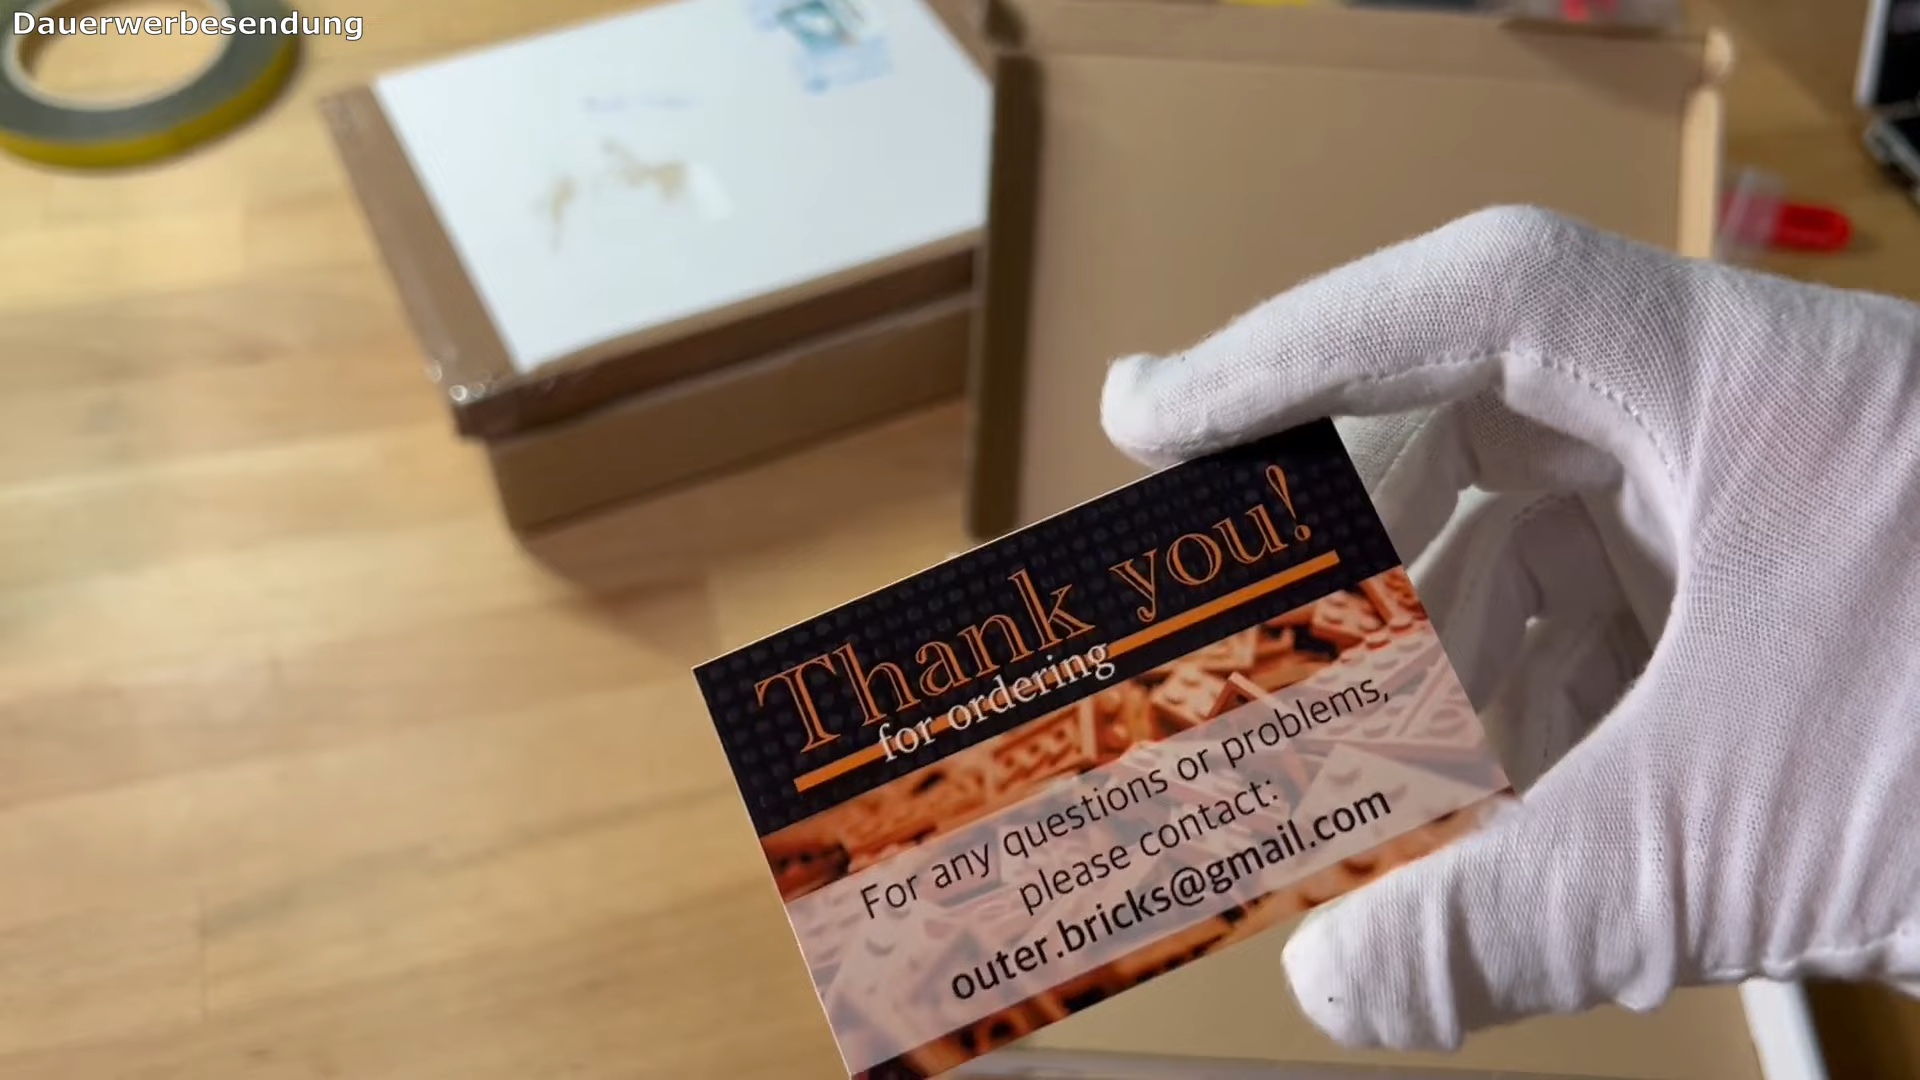 Dauerwerbesendung
Thank you!
for ordering
For any questions or problems,
please contact:
outer.bricks@gmail.com